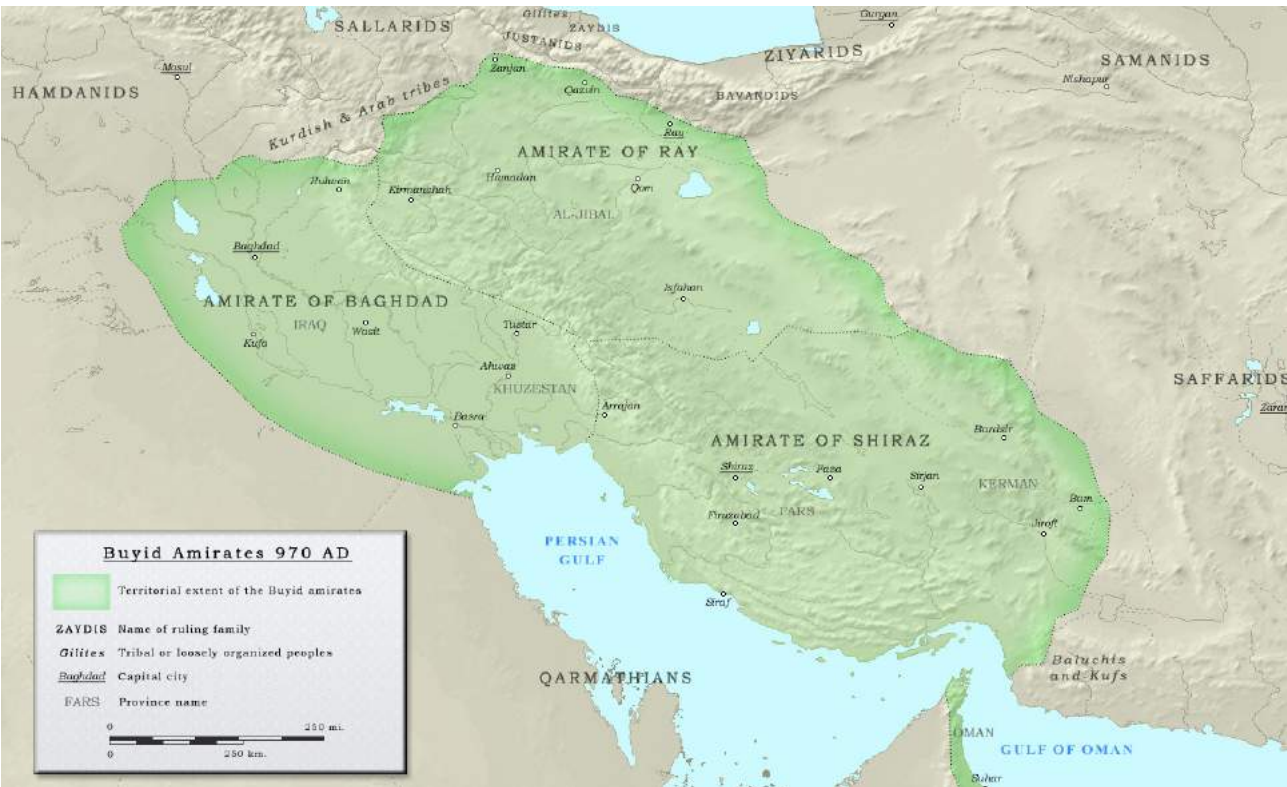 Gilites
ZAYDIS
Gurgan
SALLARIDS
JUSTANIDS
ZIYARIDS
SAMANIDS
Mosul
Zanjan
Nishapur
HAMDANIDS
Qazvin
BAVANDIDS
Kurdish & Arab tribes
Ray
AMIRATE OF RAY
Hamadan
Hulwan
Kirmanshah
Qom
AL-JIBAL
Baghdad
Isfahan
AMIRATE OF BAGHDAD
IRAQ
Wasit
Tustar
Kufa
Ahwaz
KHUZESTAN
SAFFARIDS
Zaran
Arrajan
Basra
Bardsir
AMIRATE OF SHIRAZ
Shiraz
Fasa
Sirjan
KERMAN
Bam
Firuzabad
FARS
Jiroft
PERSIAN
GULF
Siraf
Baluchis
and Kufs
QARMATHIANS
OMAN
GULF OF OMAN
Suhar
Buyid Amirates 970 AD
Territorial extent of the Buyid amirates
ZAYDIS Name of ruling family
Gilites Tribal or loosely organized peoples
Baghdad Capital city
FARS Province name
0 250 mi.
0 250 km.